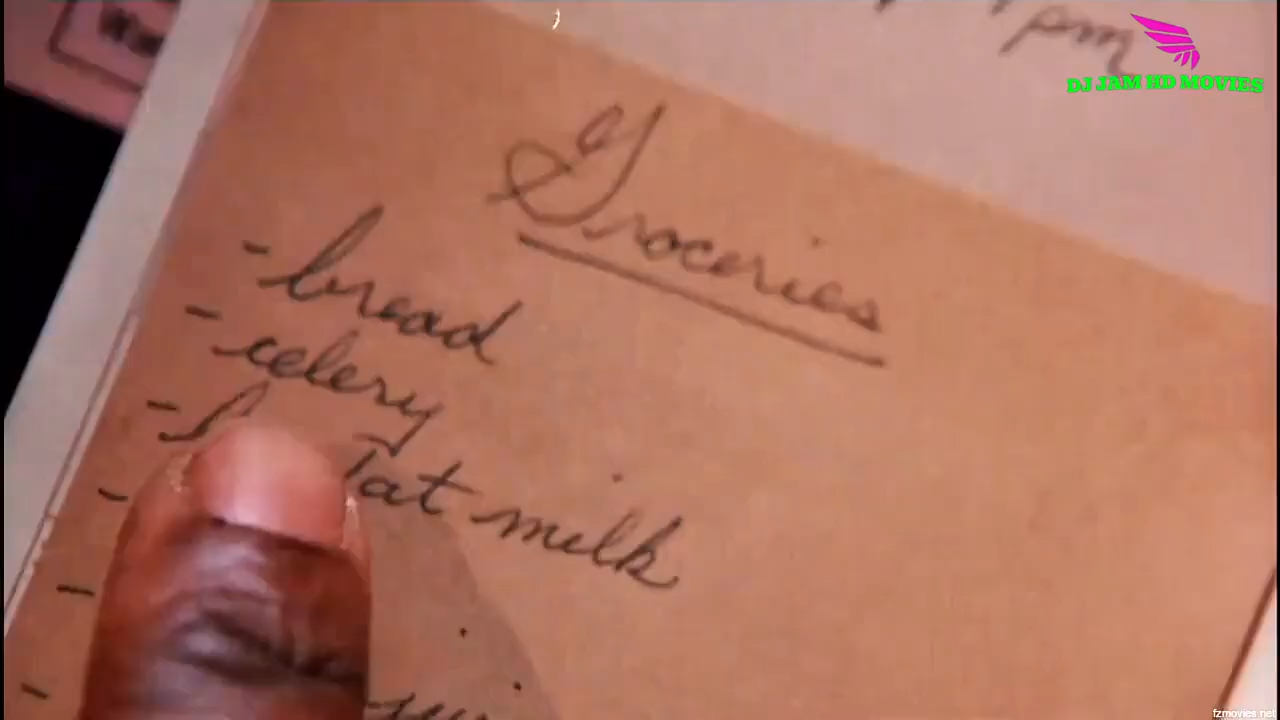 pm
DJ JAM HD MOVIES
Groceries
- bread
- celery
- fat milk
fzmovies.net